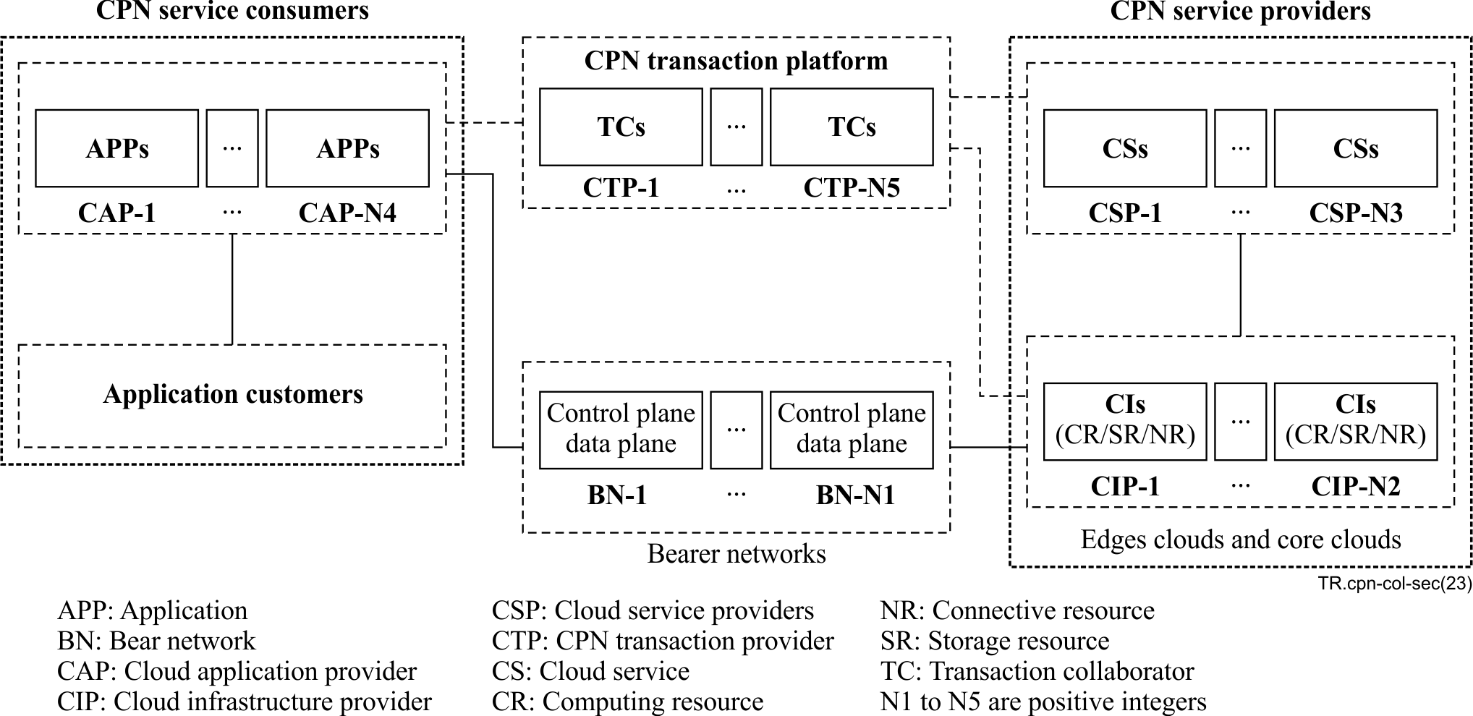 CPN service consumers
APPs
...
APPs
CAP-1
...
CAP-N4
Application customers
CPN transaction platform
TCs
...
TCs
CTP-1
...
CTP-N5
Control plane
data plane
...
Control plane
data plane
BN-1
...
BN-N1
Bearer networks
CPN service providers
CSs
...
CSs
CSP-1
...
CSP-N3
CIs
(CR/SR/NR)
...
CIs
(CR/SR/NR)
CIP-1
...
CIP-N2
Edges clouds and core clouds
TR.cpn-col-sec(23)
APP: Application
BN: Bear network
CAP: Cloud application provider
CIP: Cloud infrastructure provider
CSP: Cloud service providers
CTP: CPN transaction provider
CS: Cloud service
CR: Computing resource
NR: Connective resource
SR: Storage resource
TC: Transaction collaborator
N1 to N5 are positive integers